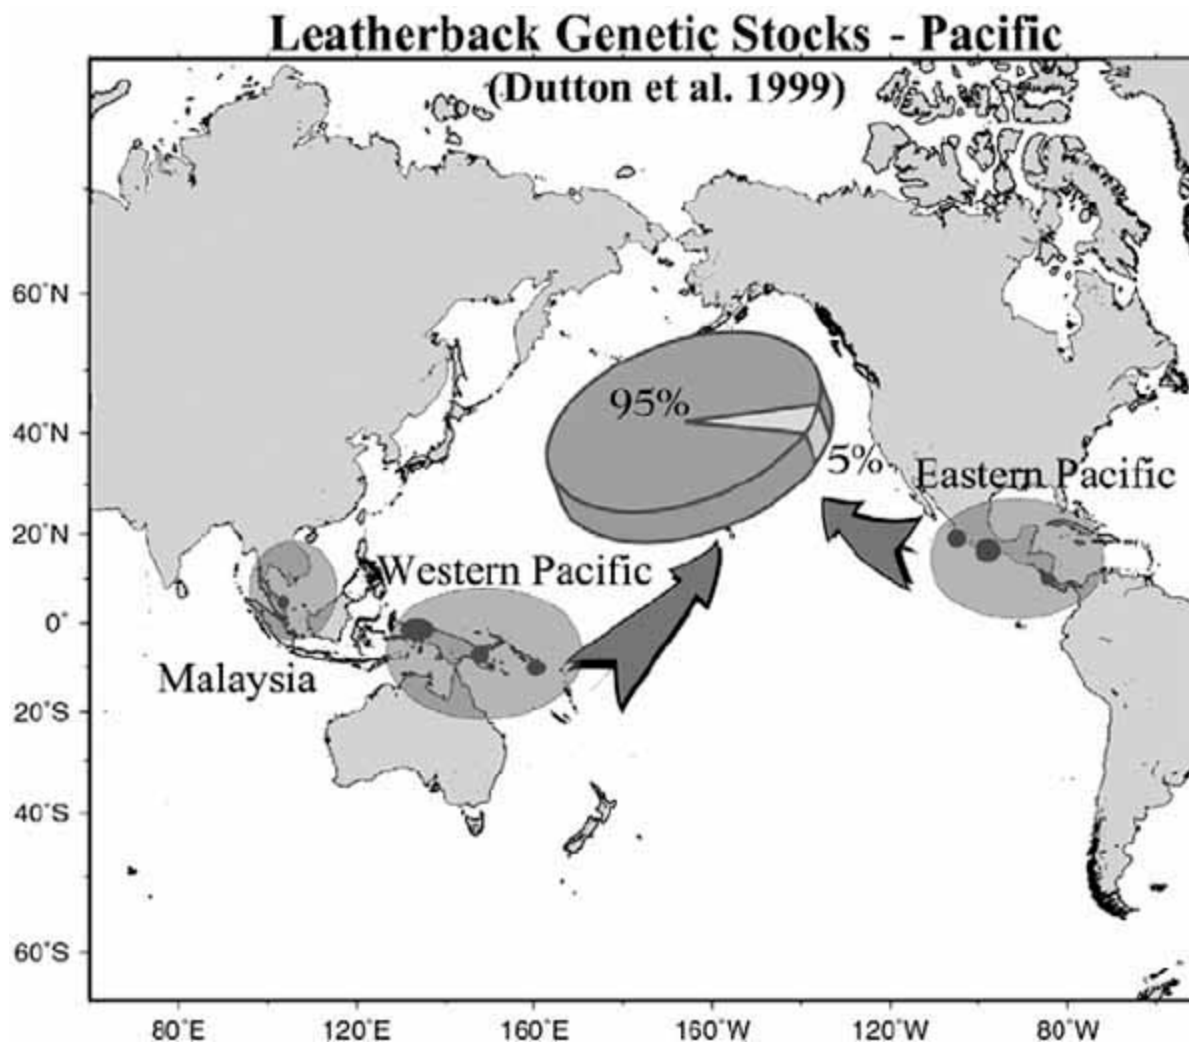 Leatherback Genetic Stocks - Pacific
(Dutton et al. 1999)
60°N
95%
40°N
5%
Eastern Pacific
20°N
Western Pacific
0°
Malaysia
20°S
40°S
60°S
80°E 120°E 160°E 160°W 120°W 80°W